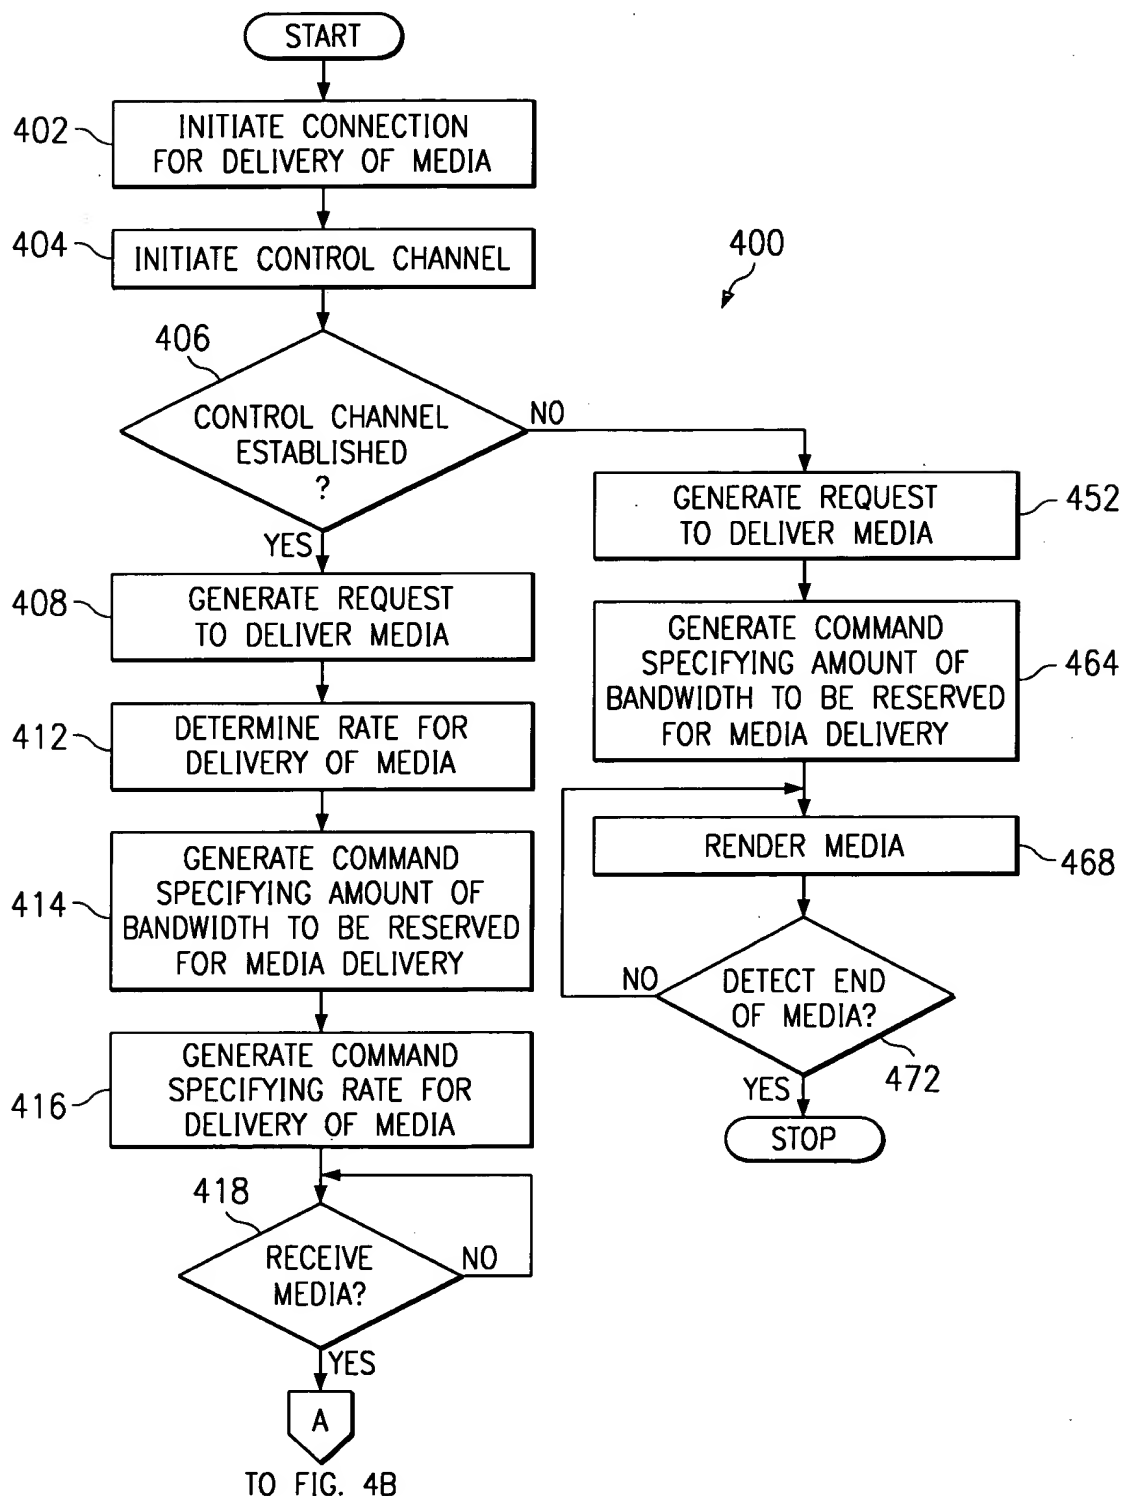 START
402
INITIATE CONNECTION
FOR DELIVERY OF MEDIA
404
INITIATE CONTROL CHANNEL
400
406
CONTROL CHANNEL
ESTABLISHED
?
NO
YES
408
GENERATE REQUEST
TO DELIVER MEDIA
412
DETERMINE RATE FOR
DELIVERY OF MEDIA
414
GENERATE COMMAND
SPECIFYING AMOUNT OF
BANDWIDTH TO BE RESERVED
FOR MEDIA DELIVERY
416
GENERATE COMMAND
SPECIFYING RATE FOR
DELIVERY OF MEDIA
418
RECEIVE
MEDIA?
NO
YES
A
TO FIG. 4B
GENERATE REQUEST
TO DELIVER MEDIA
452
GENERATE COMMAND
SPECIFYING AMOUNT OF
BANDWIDTH TO BE RESERVED
FOR MEDIA DELIVERY
464
RENDER MEDIA
468
NO
DETECT END
OF MEDIA?
472
YES
STOP